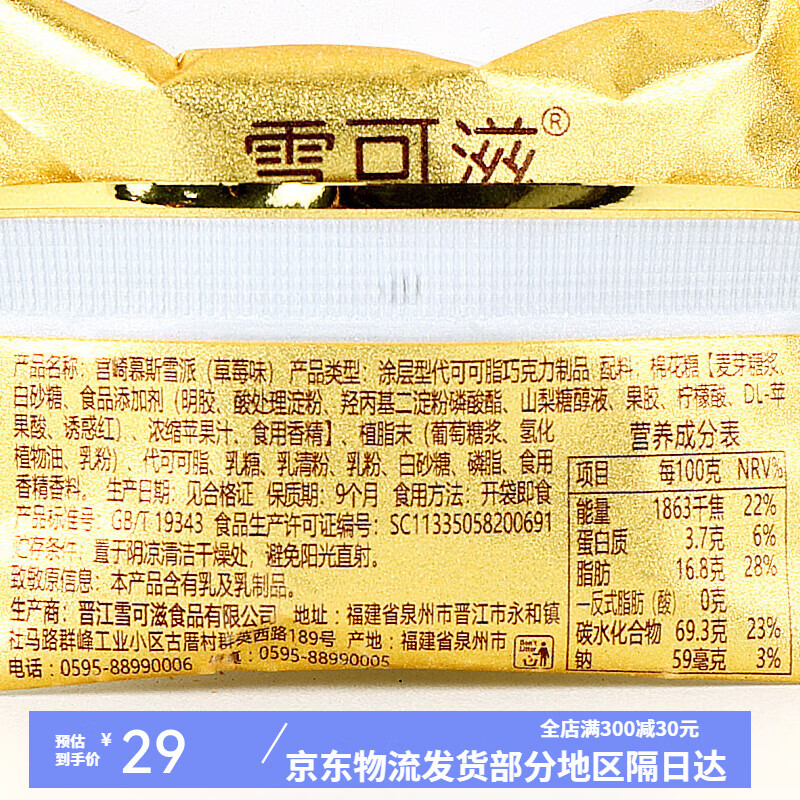 雪可滋®
产品名称：宫崎慕斯雪派（草莓味） 产品类型：涂层型代可可脂巧克力制品 配料：棉花糖【麦芽糖浆、
白砂糖、食品添加剂（明胶、酸处理淀粉、羟丙基二淀粉磷酸酯、山梨糖醇液、果胶、柠檬酸、DL-苹
果酸、诱惑红）、浓缩苹果汁、食用香精】、植脂末（葡萄糖浆、氢化
植物油、乳粉）、代可可脂、乳糖、乳清粉、乳粉、白砂糖、磷脂、食用
香精香料。 生产日期：见合格证 保质期：9个月 食用方法：开袋即食
产品标准号：GB/T 19343 食品生产许可证编号：SC11335058200691
贮存条件：置于阴凉清洁干燥处，避免阳光直射。
致敏原信息：本产品含有乳及乳制品。
生产商：晋江雪可滋食品有限公司 地址：福建省泉州市晋江市永和镇
社马路群峰工业小区古厝村群英西路189号 产地：福建省泉州市
电话：0595-88990006 传真：0595-88990005
营养成分表
项目 每100克 NRV%
能量 1863千焦 22%
蛋白质 3.7克 6%
脂肪 16.8克 28%
—反式脂肪（酸） 0克
碳水化合物 69.3克 23%
钠 59毫克 3%
预估
到手价
¥29
全店满300减30元
京东物流发货部分地区隔日达